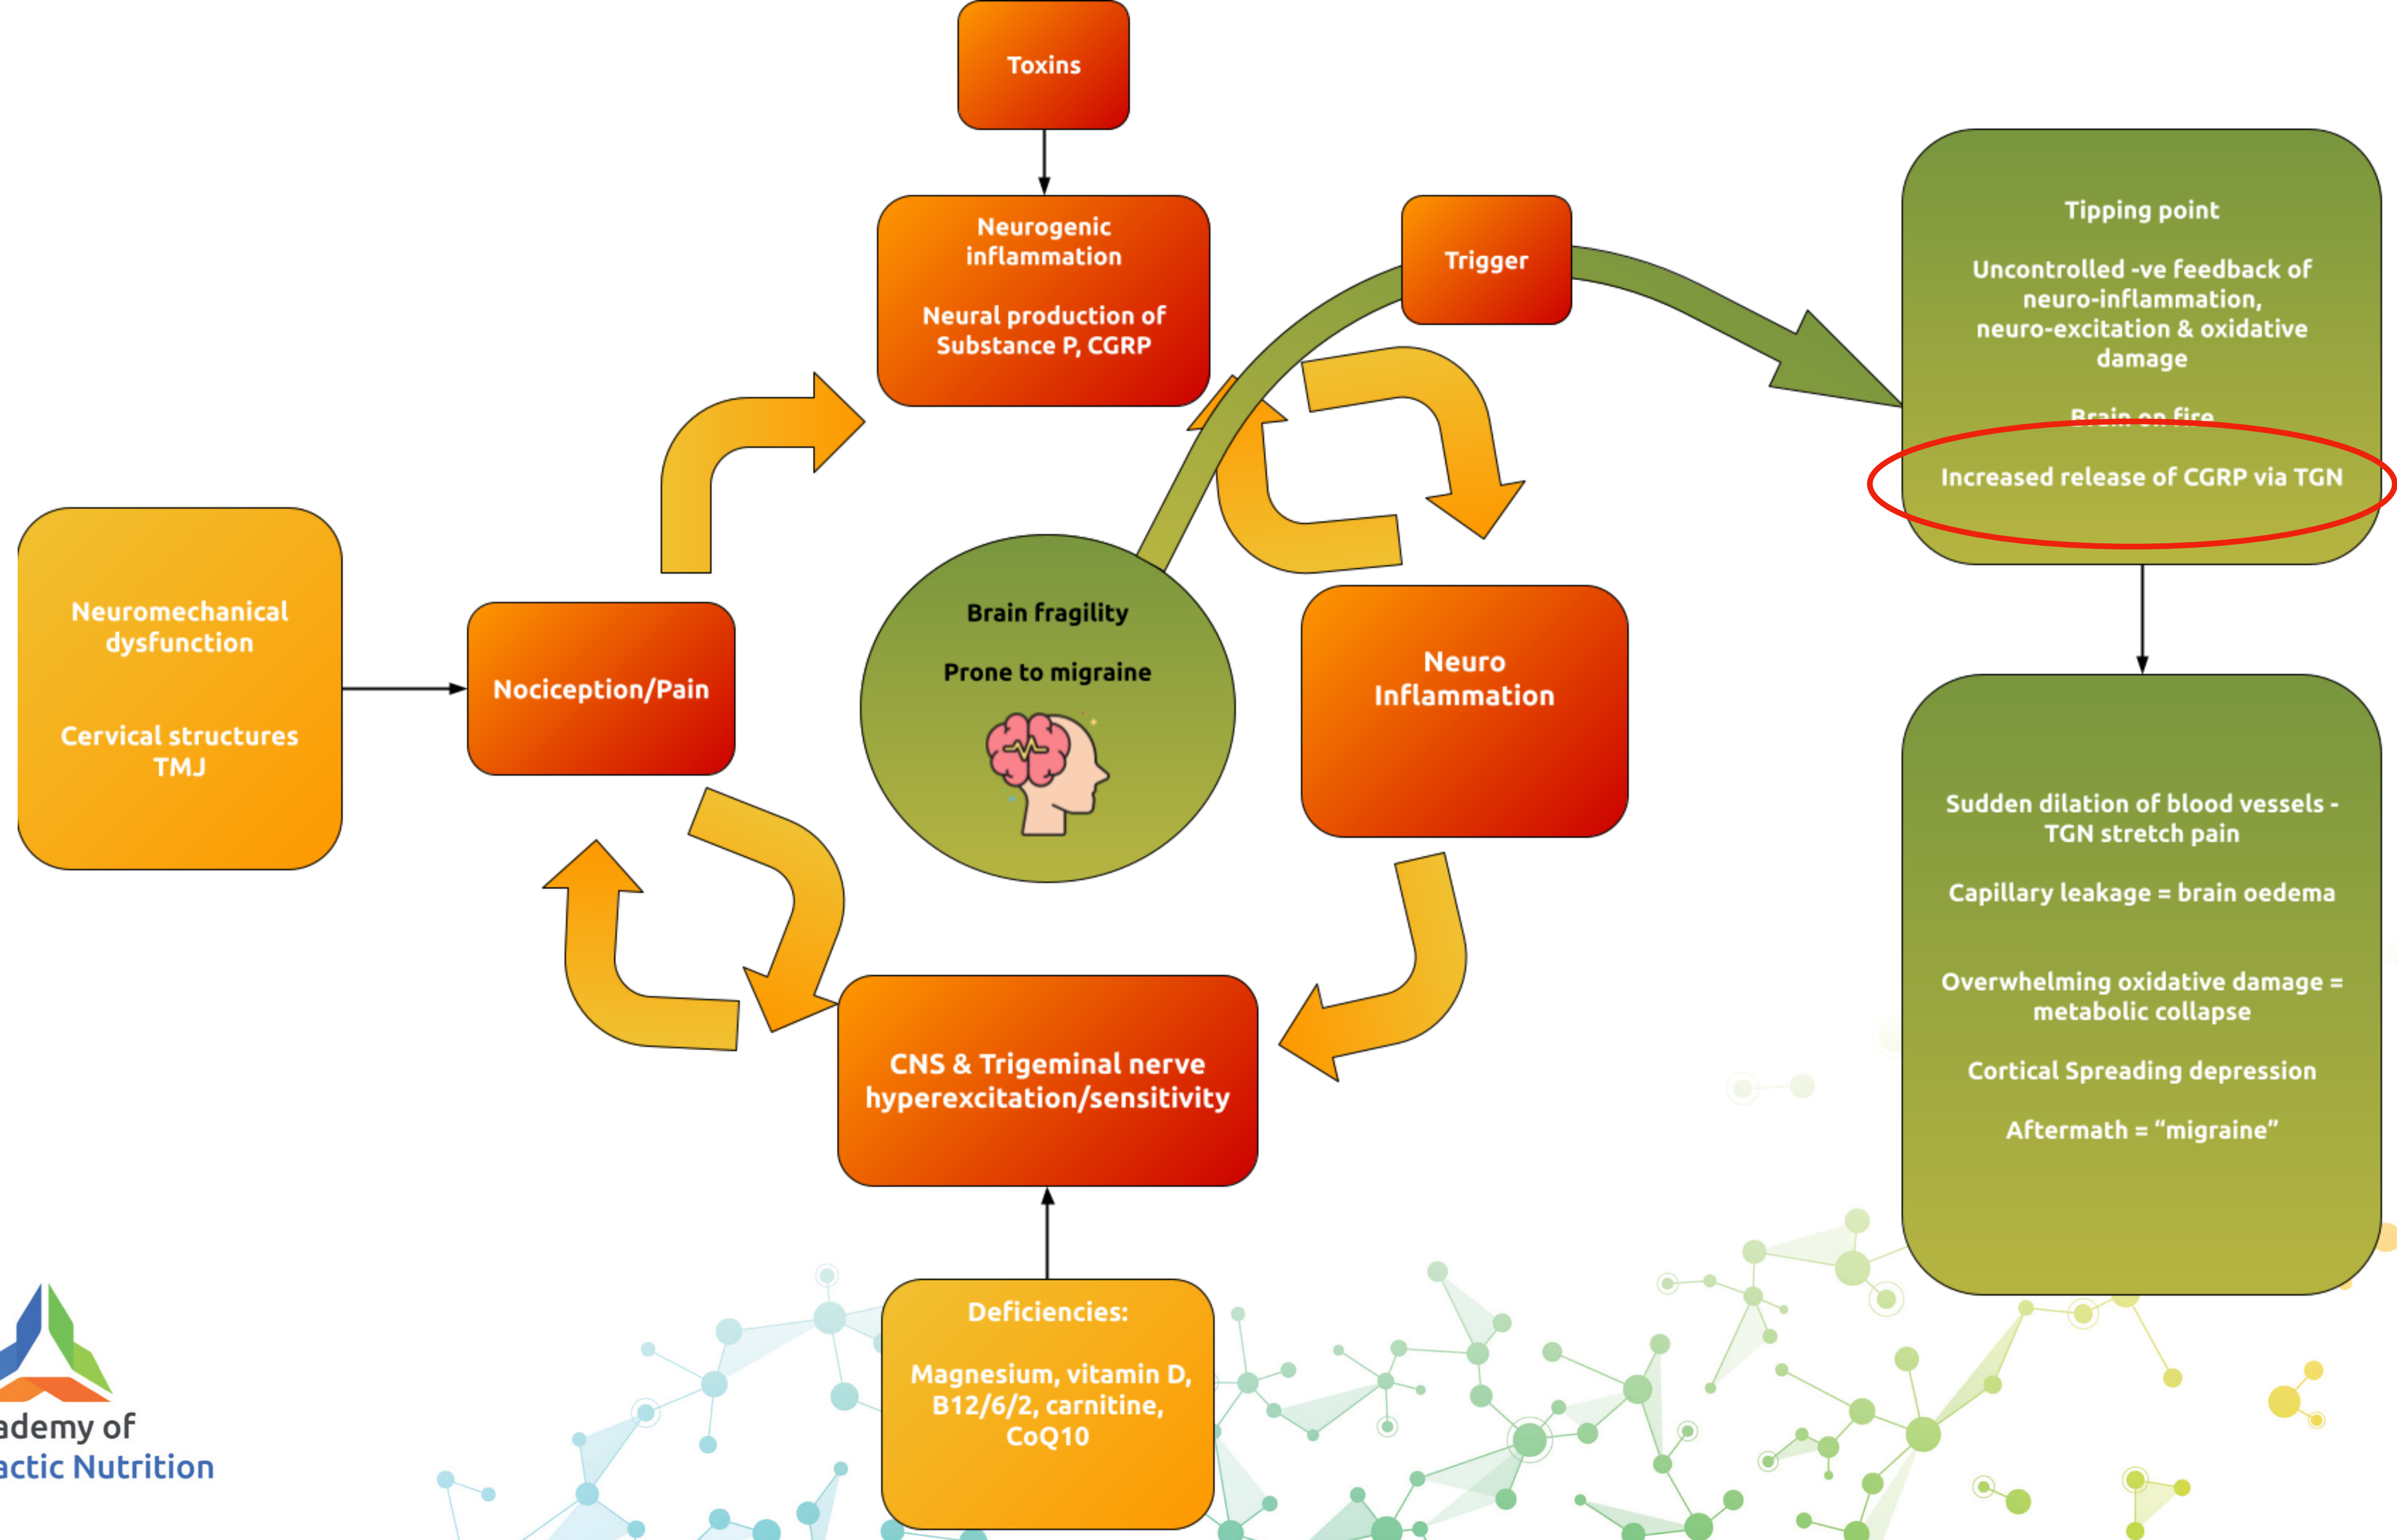 Toxins
Neurogenic
inflammation
Neural production of
Substance P, CGRP
Trigger
Tipping point
Uncontrolled -ve feedback of
neuro-inflammation,
neuro-excitation & oxidative
damage
Brain on fire
Increased release of CGRP via TGN
Neuromechanical
dysfunction
Cervical structures
TMJ
Nociception/Pain
Brain fragility
Prone to migraine
Neuro
Inflammation
Sudden dilation of blood vessels -
TGN stretch pain
Capillary leakage = brain oedema
Overwhelming oxidative damage =
metabolic collapse
Cortical Spreading depression
Aftermath = “migraine”
CNS & Trigeminal nerve
hyperexcitation/sensitivity
Deficiencies:
Magnesium, vitamin D,
B12/6/2, carnitine,
CoQ10
ademy of
actic Nutrition